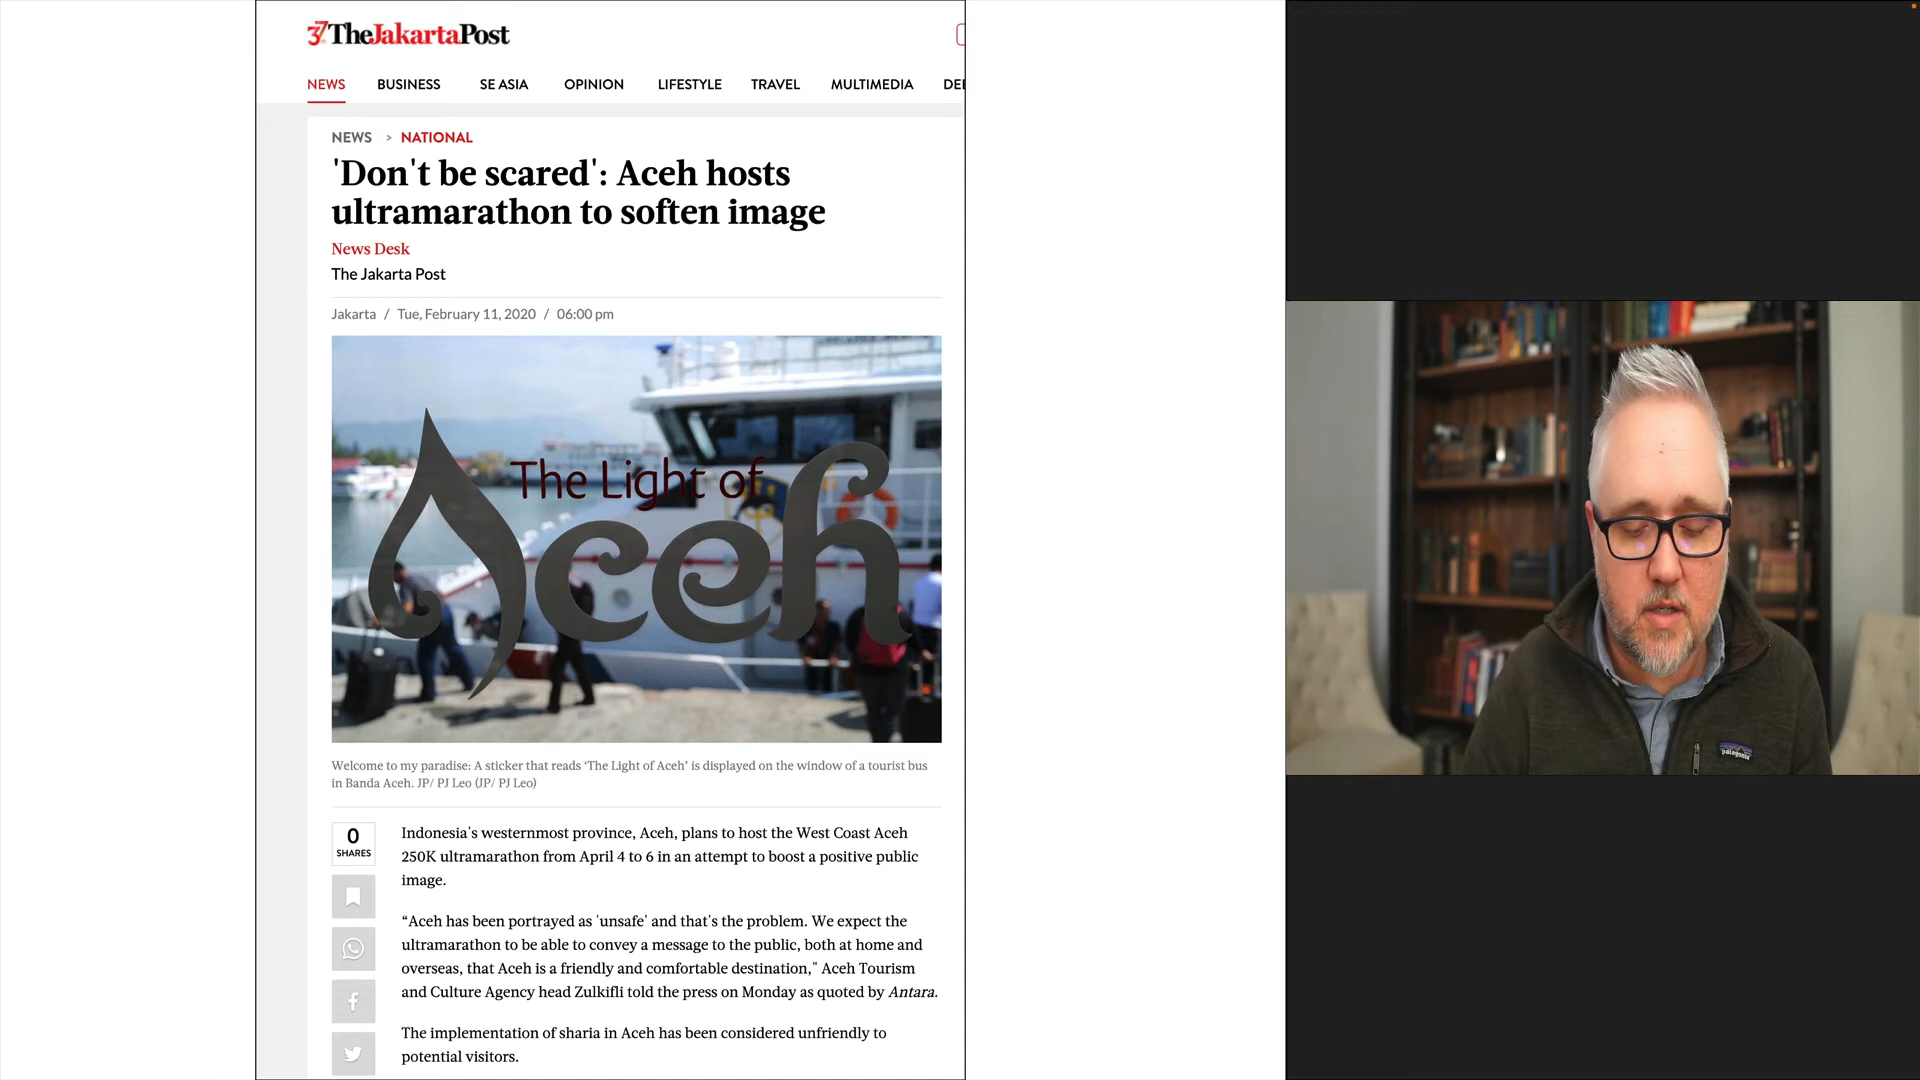 37 TheJakartaPost
NEWS BUSINESS SE ASIA OPINION LIFESTYLE TRAVEL MULTIMEDIA
NEWS > NATIONAL
'Don't be scared': Aceh hosts
ultramarathon to soften image
News Desk
The Jakarta Post
Jakarta / Tue, February 11, 2020 / 06:00 pm
The Light of
Aceh
Welcome to my paradise: A sticker that reads ‘The Light of Aceh’ is displayed on the window of a tourist bus
in Banda Aceh. JP/ PJ Leo (JP/ PJ Leo)
0
SHARES
Indonesia's westernmost province, Aceh, plans to host the West Coast Aceh
250K ultramarathon from April 4 to 6 in an attempt to boost a positive public
image.
“Aceh has been portrayed as 'unsafe' and that's the problem. We expect the
ultramarathon to be able to convey a message to the public, both at home and
overseas, that Aceh is a friendly and comfortable destination," Aceh Tourism
and Culture Agency head Zulkifli told the press on Monday as quoted by Antara.
The implementation of sharia in Aceh has been considered unfriendly to
potential visitors.
patagonia